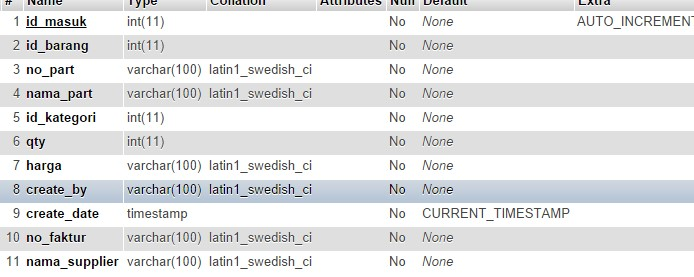 # Name Type Collation Attributes Null Default Extra
1 id_masuk int(11) No None AUTO_INCREMENT
2 id_barang int(11) No None
3 no_part varchar(100) latin1_swedish_ci No None
4 nama_part varchar(100) latin1_swedish_ci No None
5 id_kategori int(11) No None
6 qty int(11) No None
7 harga varchar(100) latin1_swedish_ci No None
8 create_by varchar(100) latin1_swedish_ci No None
9 create_date timestamp No CURRENT_TIMESTAMP
10 no_faktur varchar(100) latin1_swedish_ci No None
11 nama_supplier varchar(100) latin1_swedish_ci No None